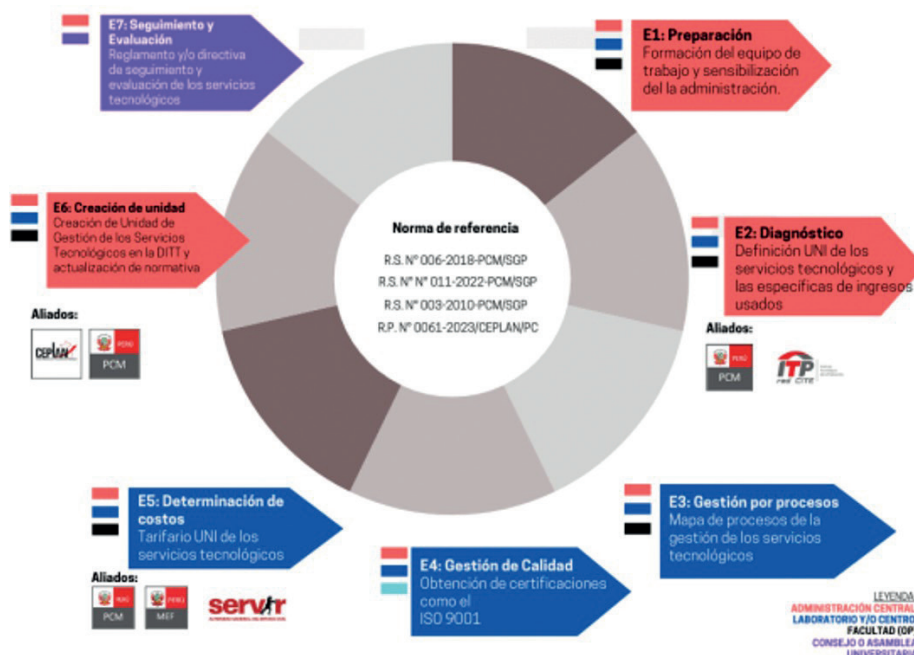 E7: Seguimiento y
Evaluación
Reglamento y/o directiva
de seguimiento y
evaluación de los servicios
tecnológicos
E1: Preparación
Formación del equipo de
trabajo y sensibilización
del la administración.
E6: Creación de unidad
Creación de Unidad de
Gestión de los Servicios
Tecnológicos en la DITT y
actualización de normativa
Aliados:
CEPLAN
PERÚ
PCM
Norma de referencia
R.S. N° 006-2018-PCM/SGP
R.S. N° N° 011-2022-PCM/SGP
R.S. N° 003-2010-PCM/SGP
R.P. N° 0061-2023/CEPLAN/PC
E2: Diagnóstico
Definición UNI de los
servicios tecnológicos y
las específicas de ingresos
usados
Aliados:
PERÚ
PCM
ITP
red CITE
E5: Determinación de
costos
Tarifario UNI de los
servicios tecnológicos
Aliados:
PERÚ
PCM
PERÚ
MEF
servir
E4: Gestión de Calidad
Obtención de certificaciones
como el
ISO 9001
E3: Gestión por procesos
Mapa de procesos de la
gestión de los servicios
tecnológicos
LEYENDA
ADMINISTRACIÓN CENTRAL
LABORATORIO Y/O CENTRO
FACULTAD (OP
CONSEJO O ASAMBLEA
UNIVERSITARI